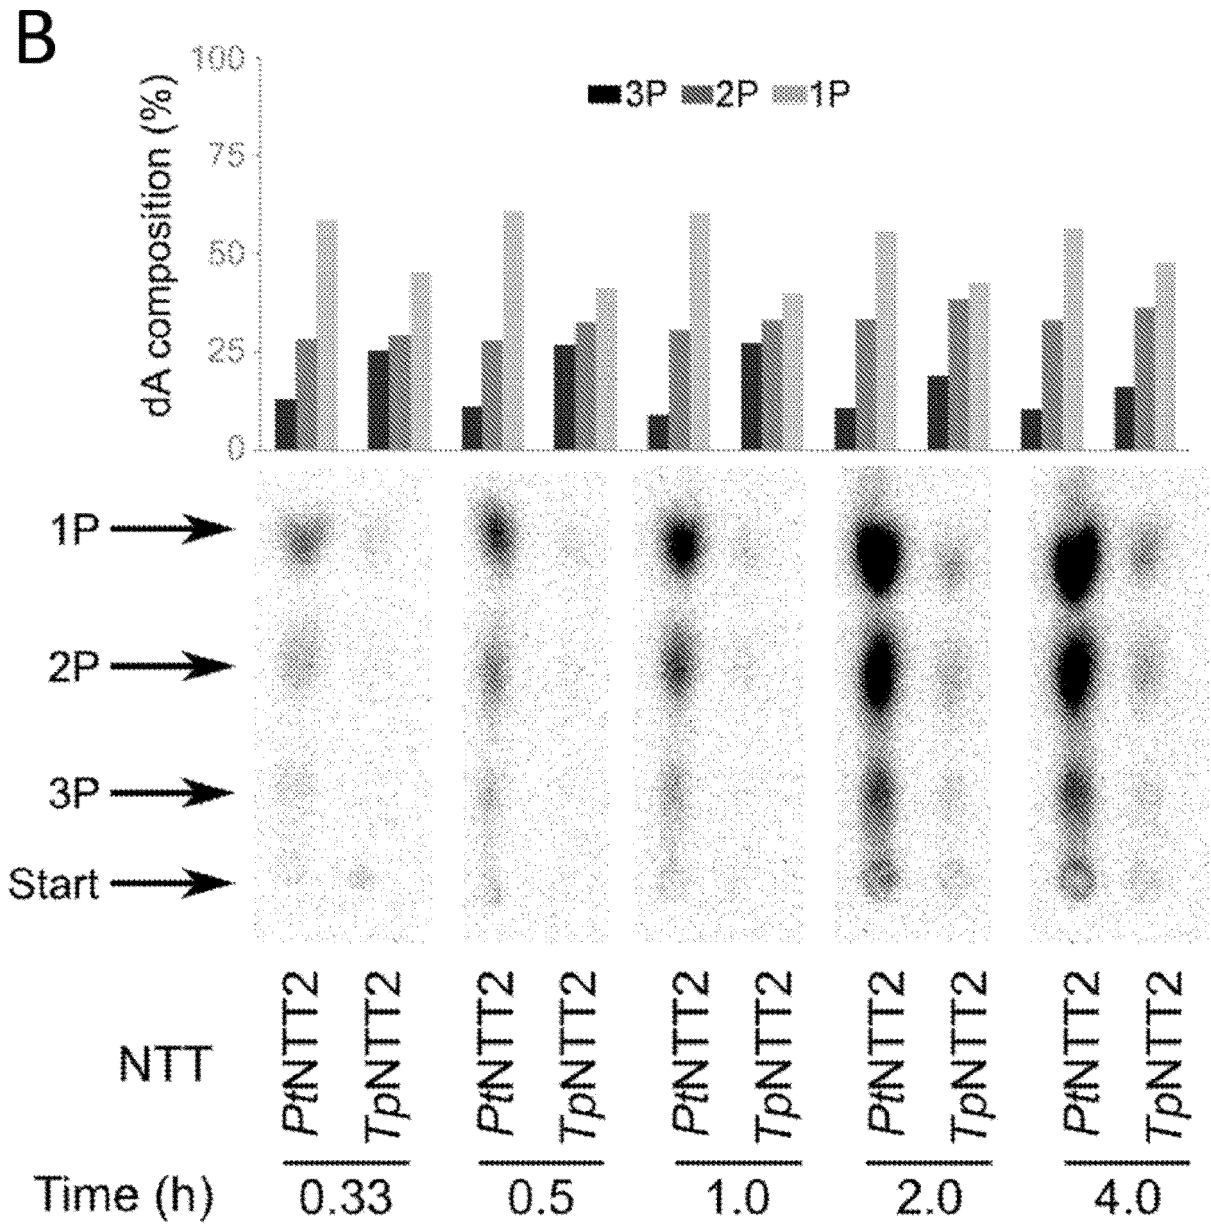 B
dA composition (%)
100
75
50
25
0
3P 2P 1P
1P
2P
3P
Start
NTT PtNTT2 TpNTT2 PtNTT2 TpNTT2 PtNTT2 TpNTT2 PtNTT2 TpNTT2 PtNTT2 TpNTT2
Time (h) 0.33 0.5 1.0 2.0 4.0